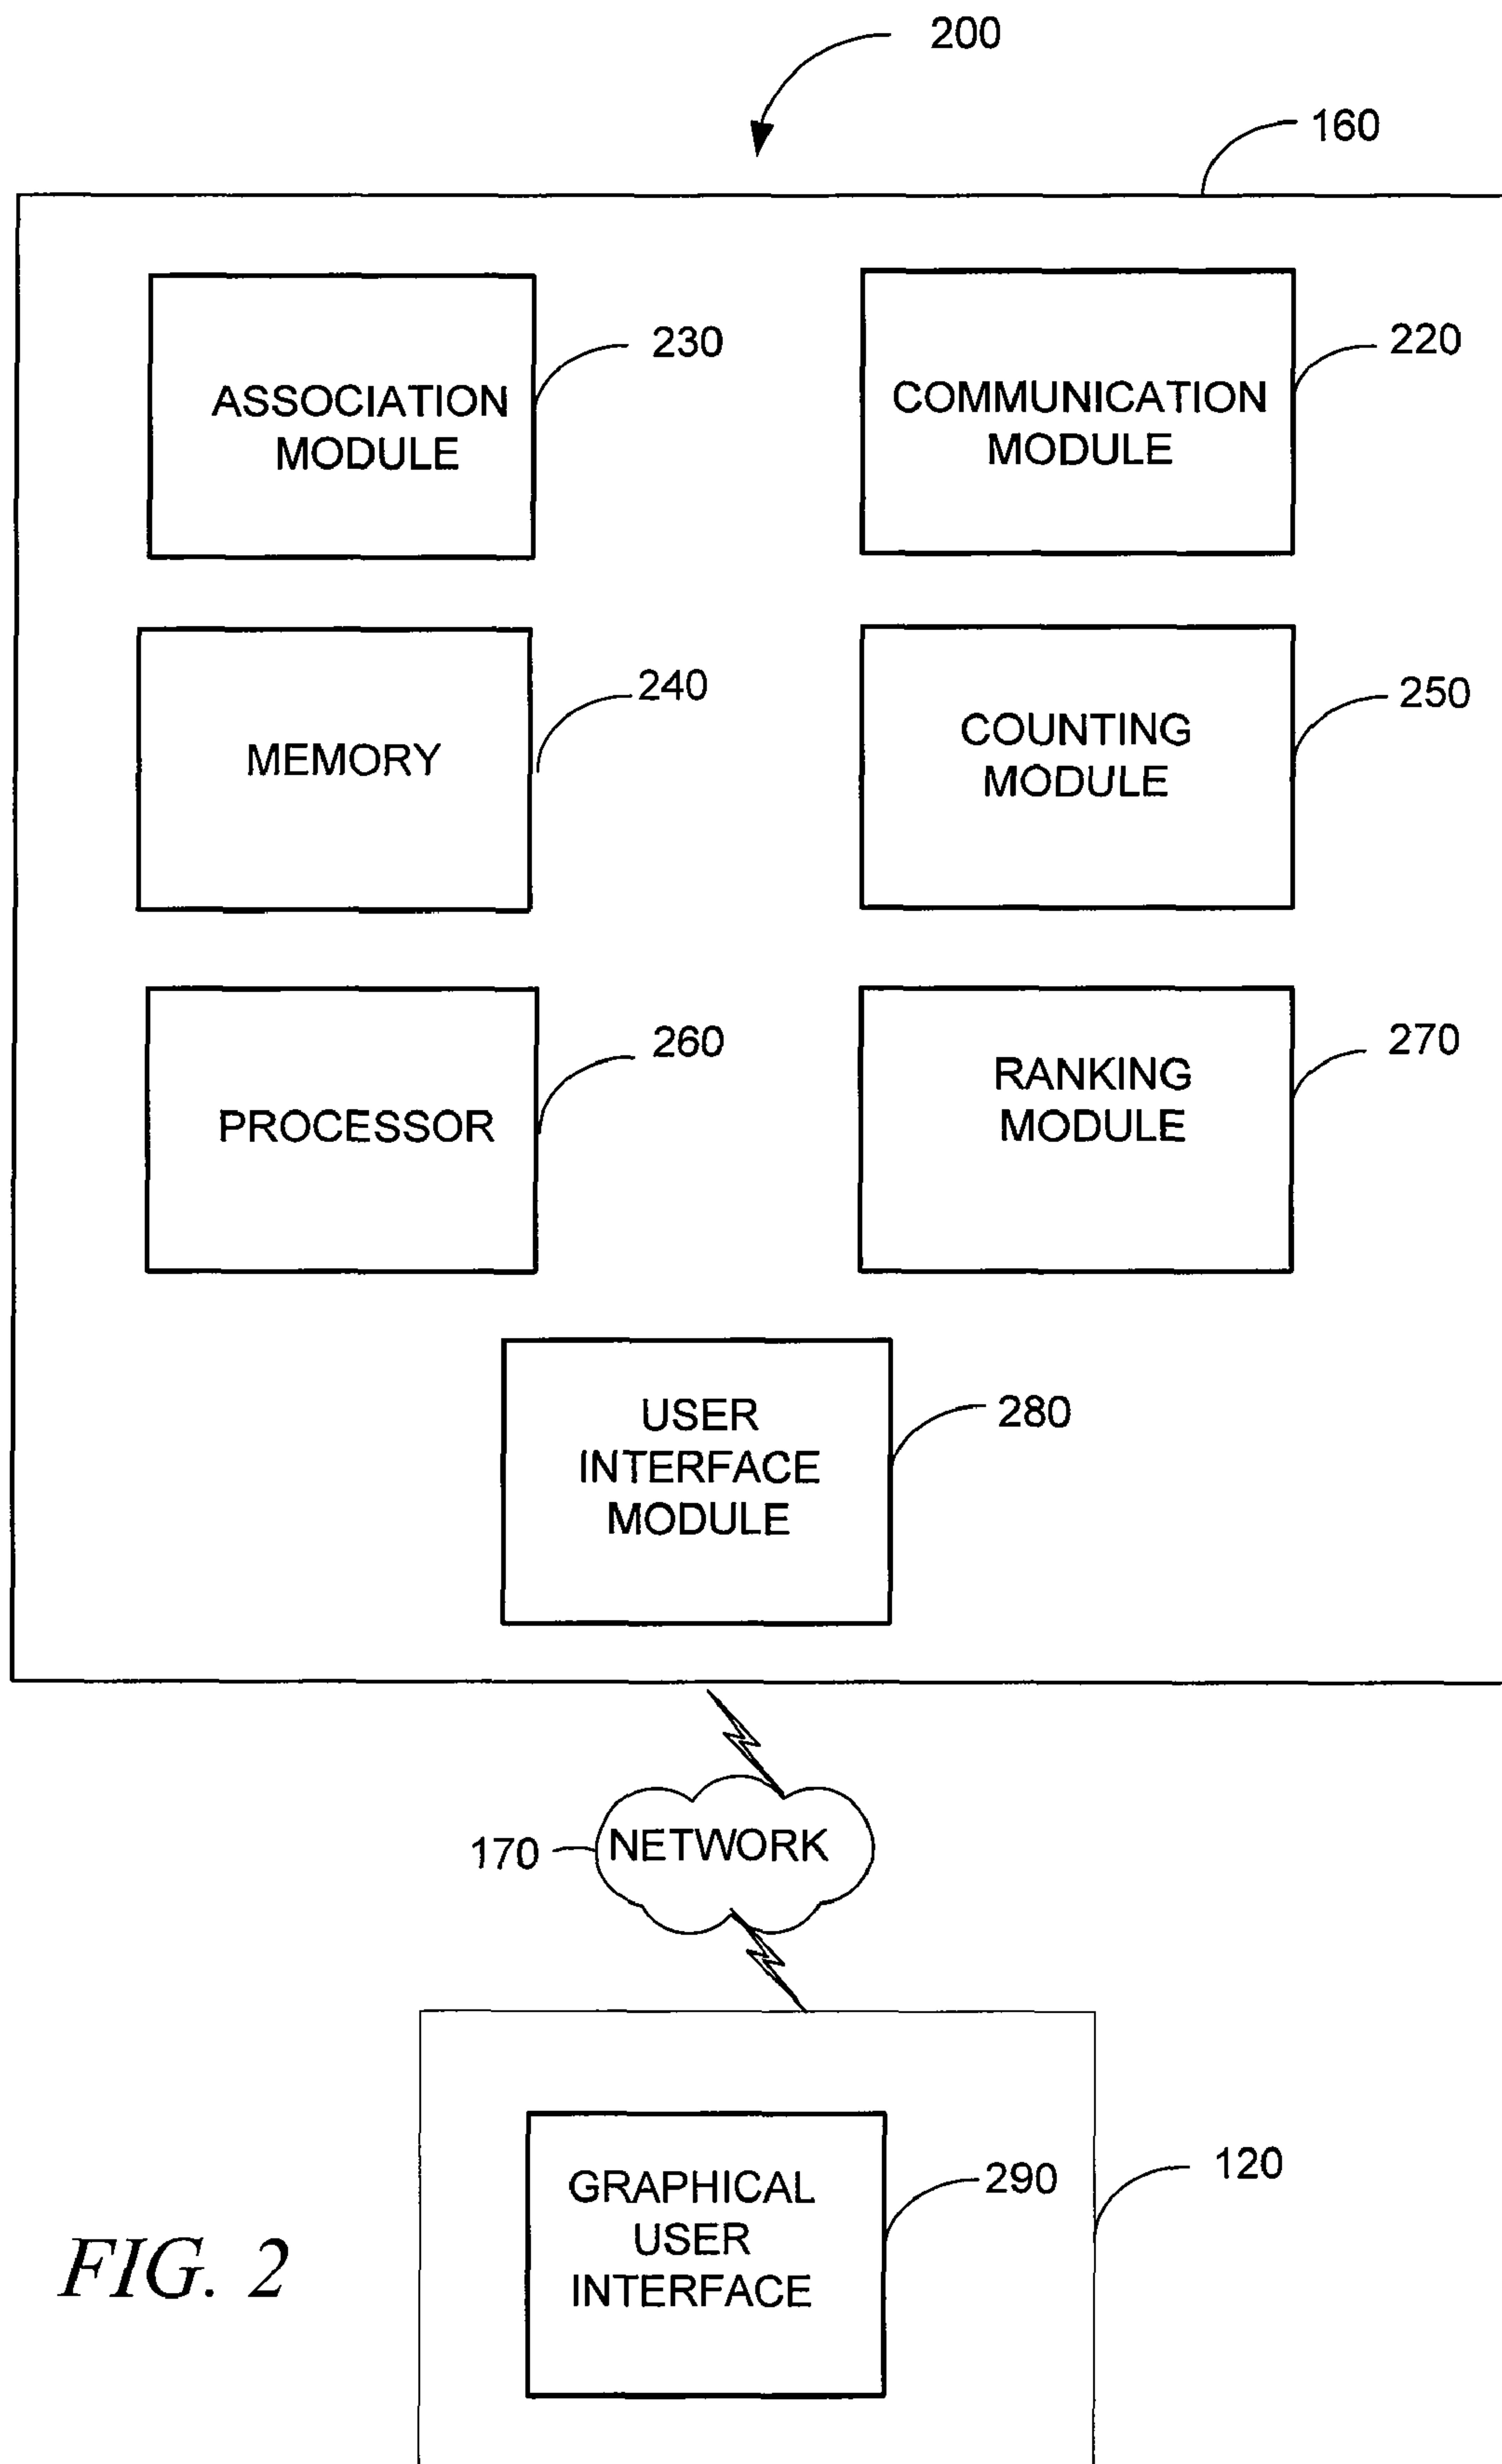 200
160
ASSOCIATION
MODULE
230
COMMUNICATION
MODULE
220
MEMORY
240
COUNTING
MODULE
250
PROCESSOR
260
RANKING
MODULE
270
USER
INTERFACE
MODULE
280
170
NETWORK
GRAPHICAL
USER
INTERFACE
290
120
FIG. 2